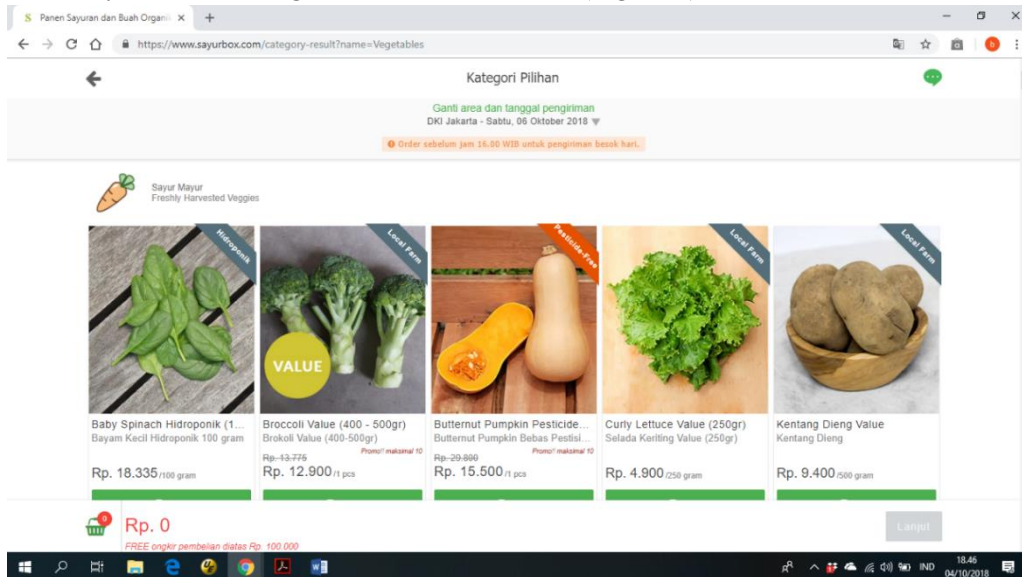 Panen Sayuran dan Buah Organi
https://www.sayurbox.com/category-result?name=Vegetables
Kategori Pilihan
Ganti area dan tanggal pengiriman
DKI Jakarta - Sabtu, 06 Oktober 2018
Order sebelum jam 16.00 WIB untuk pengiriman besok hari.
Sayur Mayur
Freshly Harvested Veggies
Hidroponik
Local Farm
Pesticide-Free
Local Farm
Local Farm
VALUE
Baby Spinach Hidroponik (1...
Bayam Kecil Hidroponik 100 gram
Rp. 18.335/100 gram
Broccoli Value (400 - 500gr)
Brokoli Value (400-500gr)
Rp. 13.775 Promo!! maksimal 10
Rp. 12.900/1 pcs
Butternut Pumpkin Pesticide...
Butternut Pumpkin Bebas Pestisi...
Rp. 29.800 Promo!! maksimal 10
Rp. 15.500/1 pcs
Curly Lettuce Value (250gr)
Selada Keriting Value (250gr)
Rp. 4.900/250 gram
Kentang Dieng Value
Kentang Dieng
Rp. 9.400/500 gram
0
Rp. 0
FREE ongkir pembelian diatas Rp. 100.000
Lanjut
IND
18.46
04/10/2018